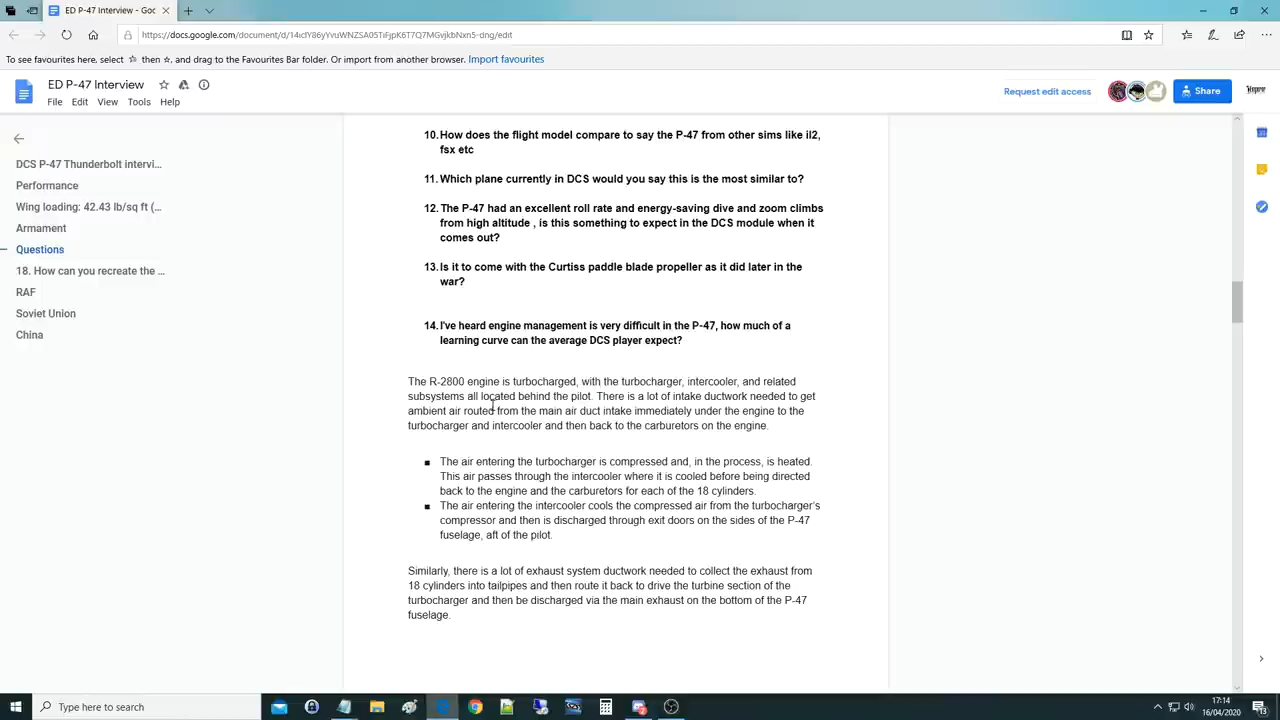 ED P-47 Interview - Goc
https://docs.google.com/document/d/14icIY86yYvuWNZSA05TiFjpK6T7Q7MGvjkbNxn5-dng/edit
To see favourites here, select then ☆, and drag to the Favourites Bar folder. Or import from another browser. Import favourites
ED P-47 Interview
File Edit View Tools Help
Request edit access
Share
DCS P-47 Thunderbolt intervi...
Performance
Wing loading: 42.43 lb/sq ft (...
Armament
Questions
18. How can you recreate the ...
RAF
Soviet Union
China
10. How does the flight model compare to say the P-47 from other sims like il2,
fsx etc
11. Which plane currently in DCS would you say this is the most similar to?
12. The P-47 had an excellent roll rate and energy-saving dive and zoom climbs
from high altitude , is this something to expect in the DCS module when it
comes out?
13. Is it to come with the Curtiss paddle blade propeller as it did later in the
war?
14. I've heard engine management is very difficult in the P-47, how much of a
learning curve can the average DCS player expect?
The R-2800 engine is turbocharged, with the turbocharger, intercooler, and related
subsystems all located behind the pilot. There is a lot of intake ductwork needed to get
ambient air routed from the main air duct intake immediately under the engine to the
turbocharger and intercooler and then back to the carburetors on the engine.
■ The air entering the turbocharger is compressed and, in the process, is heated.
This air passes through the intercooler where it is cooled before being directed
back to the engine and the carburetors for each of the 18 cylinders.
■ The air entering the intercooler cools the compressed air from the turbocharger's
compressor and then is discharged through exit doors on the sides of the P-47
fuselage, aft of the pilot.
Similarly, there is a lot of exhaust system ductwork needed to collect the exhaust from
18 cylinders into tailpipes and then route it back to drive the turbine section of the
turbocharger and then be discharged via the main exhaust on the bottom of the P-47
fuselage.
Type here to search
17:14
16/04/2020